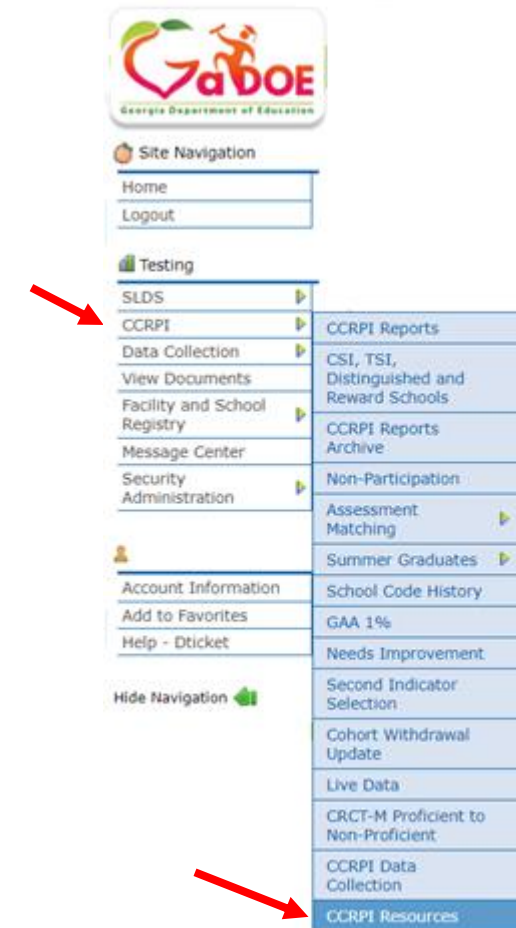 GaDOE
Georgia Department of Education
Site Navigation
Home
Logout
Testing
SLDS
CCRPI
Data Collection
View Documents
Facility and School
Registry
Message Center
Security
Administration
Account Information
Add to Favorites
Help - Dticket
Hide Navigation
CCRPI Reports
CSI, TSI,
Distinguished and
Reward Schools
CCRPI Reports
Archive
Non-Participation
Assessment
Matching
Summer Graduates
School Code History
GAA 1%
Needs Improvement
Second Indicator
Selection
Cohort Withdrawal
Update
Live Data
CRCT-M Proficient to
Non-Proficient
CCRPI Data
Collection
CCRPI Resources